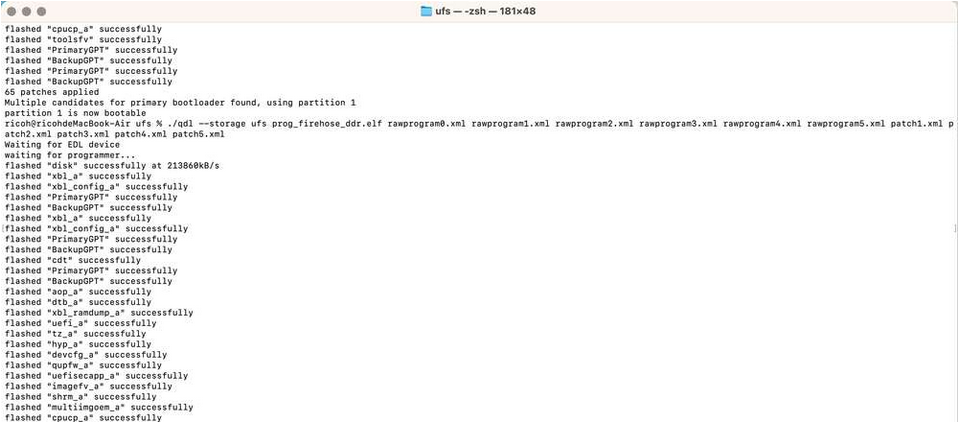 ufs — -zsh — 181×48
flashed "cpucp_a" successfully
flashed "toolsfv" successfully
flashed "PrimaryGPT" successfully
flashed "BackupGPT" successfully
flashed "PrimaryGPT" successfully
flashed "BackupGPT" successfully
65 patches applied
Multiple candidates for primary bootloader found, using partition 1
partition 1 is now bootable
ricoh@ricohdeMacBook-Air ufs % ./qdl --storage ufs prog_firehose_ddr.elf rawprogram0.xml rawprogram1.xml rawprogram2.xml rawprogram3.xml rawprogram4.xml rawprogram5.xml patch1.xml p
atch2.xml patch3.xml patch4.xml patch5.xml
Waiting for EDL device
waiting for programmer...
flashed "disk" successfully at 213860kB/s
flashed "xbl_a" successfully
flashed "xbl_config_a" successfully
flashed "PrimaryGPT" successfully
flashed "BackupGPT" successfully
flashed "xbl_a" successfully
flashed "xbl_config_a" successfully
flashed "PrimaryGPT" successfully
flashed "BackupGPT" successfully
flashed "cdt" successfully
flashed "PrimaryGPT" successfully
flashed "BackupGPT" successfully
flashed "aop_a" successfully
flashed "dtb_a" successfully
flashed "xbl_ramdump_a" successfully
flashed "uefi_a" successfully
flashed "tz_a" successfully
flashed "hyp_a" successfully
flashed "devcfg_a" successfully
flashed "qupfw_a" successfully
flashed "uefisecapp_a" successfully
flashed "imagefv_a" successfully
flashed "shrm_a" successfully
flashed "multiimgoem_a" successfully
flashed "cpucp_a" successfully